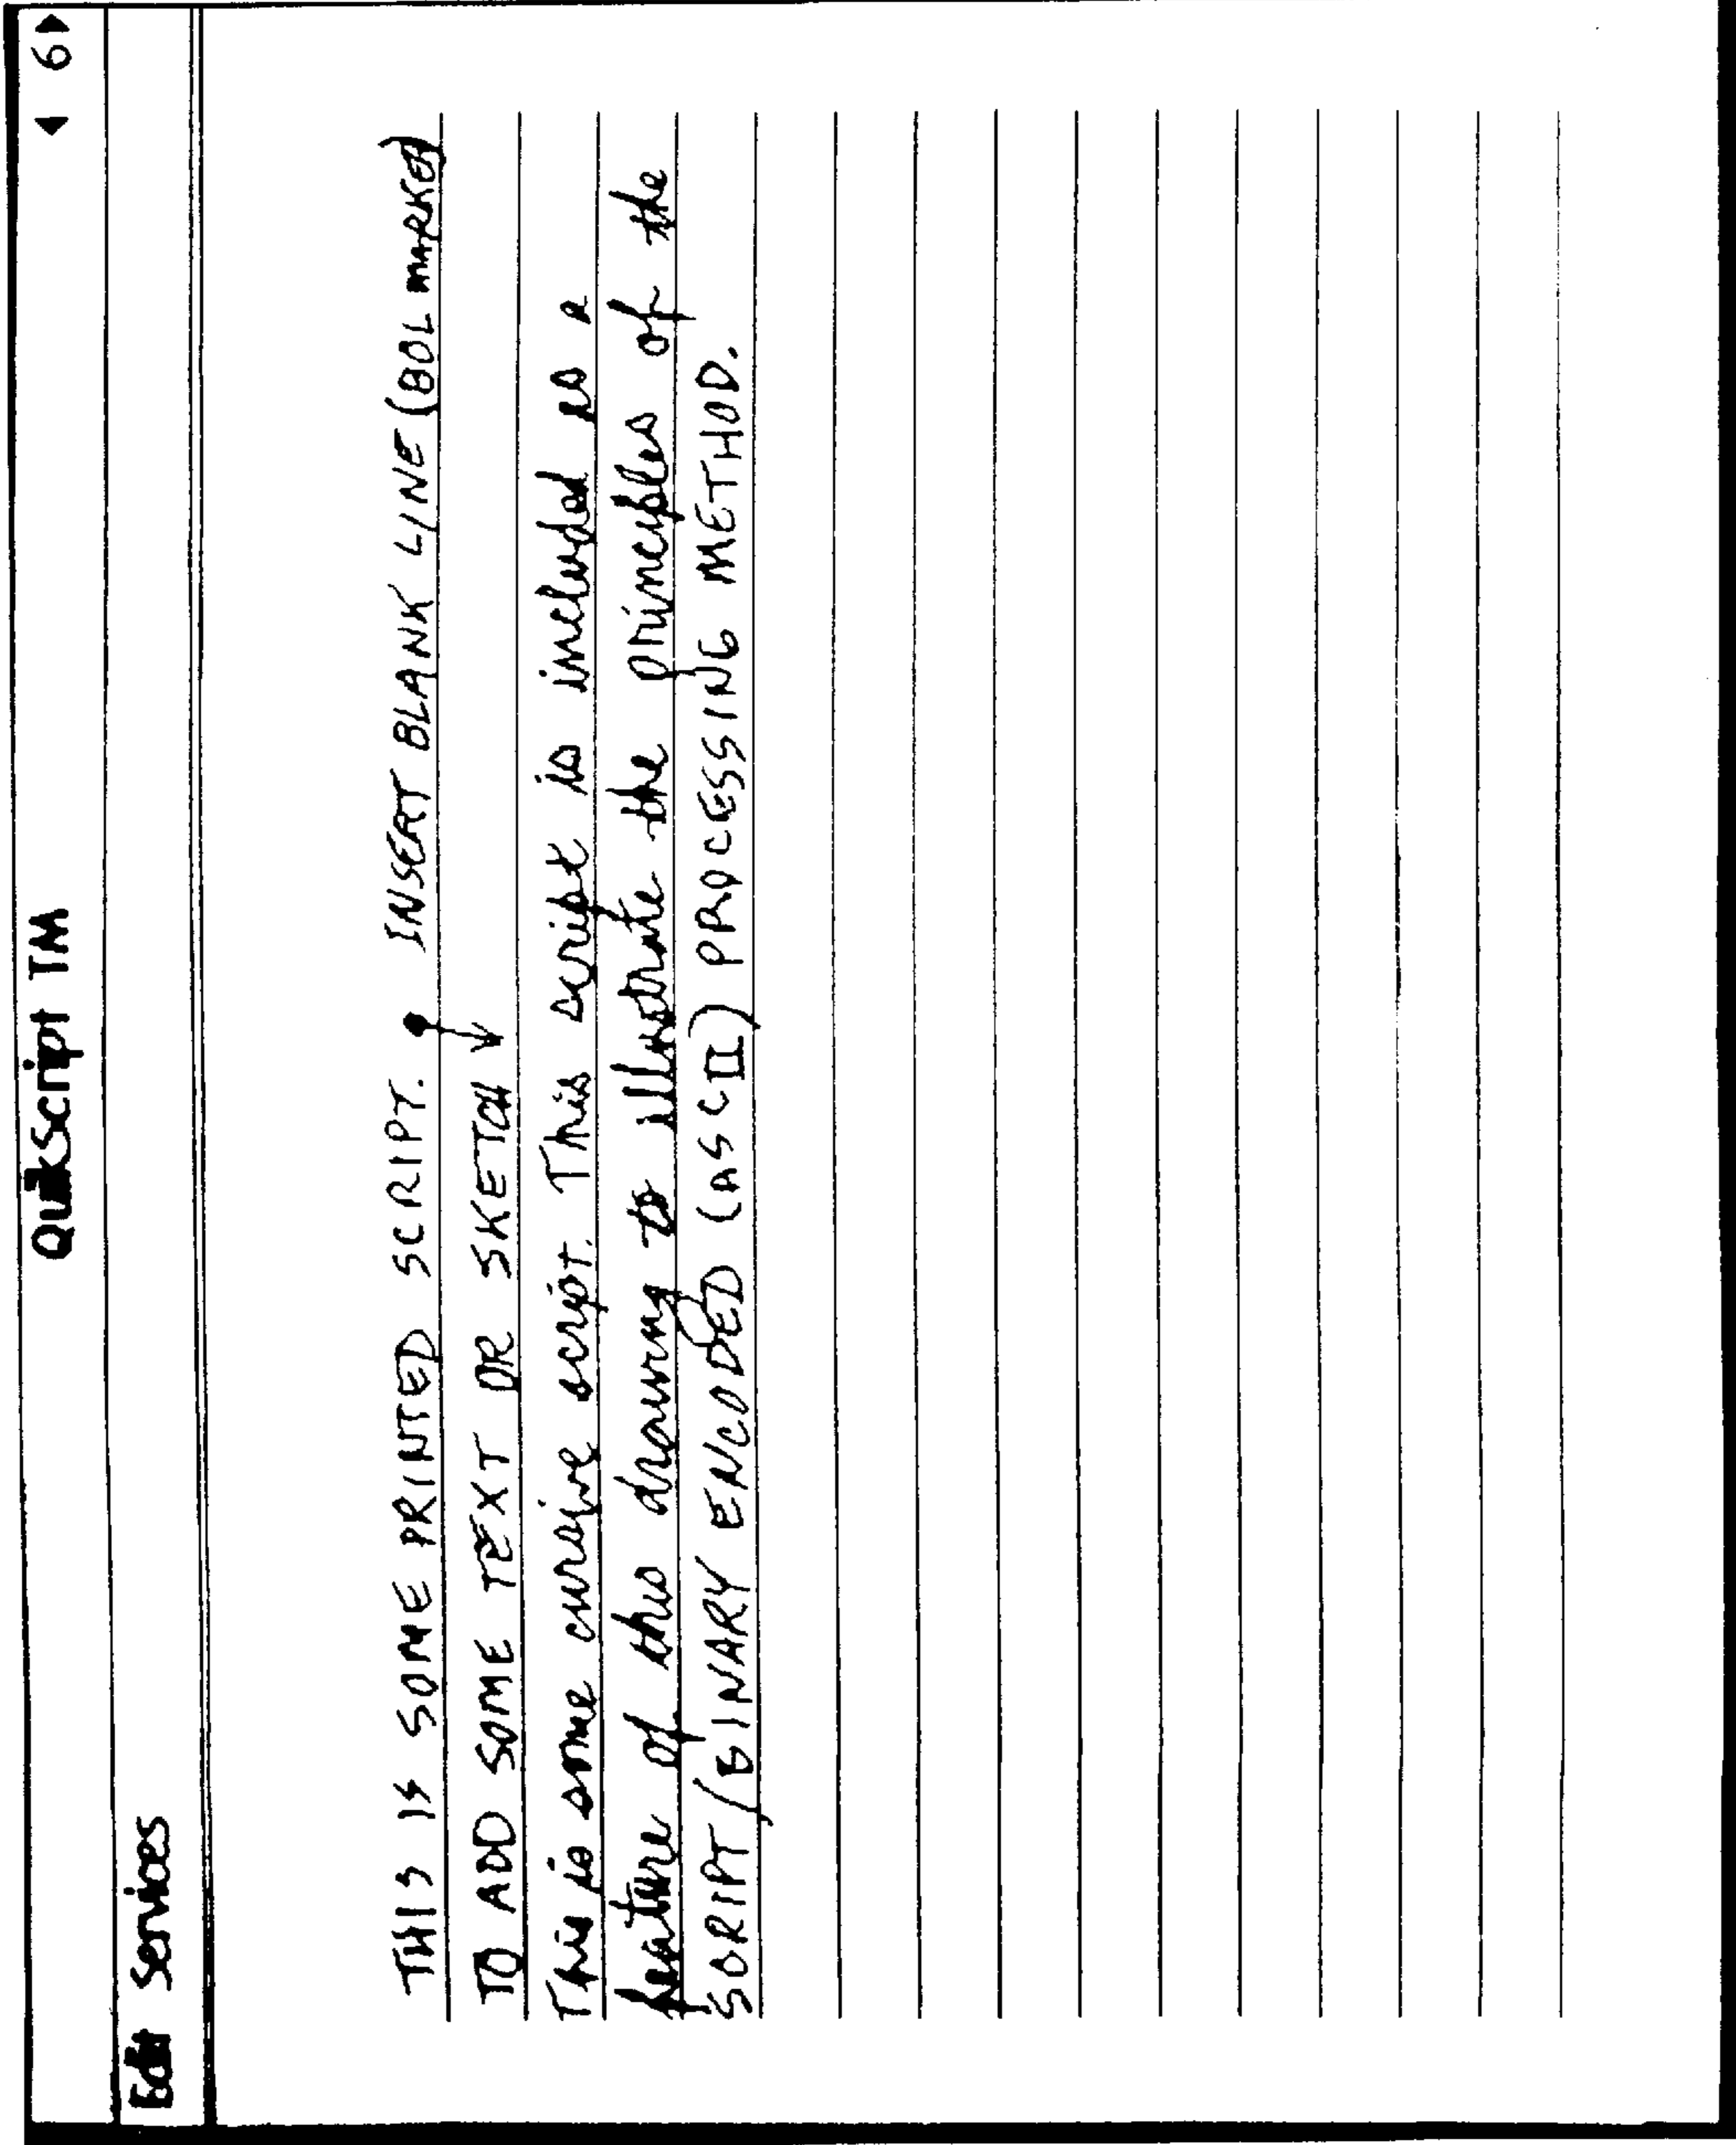 QuikScript TM ◀ 6▶
Edit Services
THIS IS SOME PRINTED SCRIPT. INSERT BLANK LINE (BOL MARKED)
TO ADD SOME TEXT OR SKETCH
This is some cursive script. This script is included as a
feature of this drawing to illustrate the principles of the
SCRIPT/BINARY ENCODED (ASCII) PROCESSING METHOD.